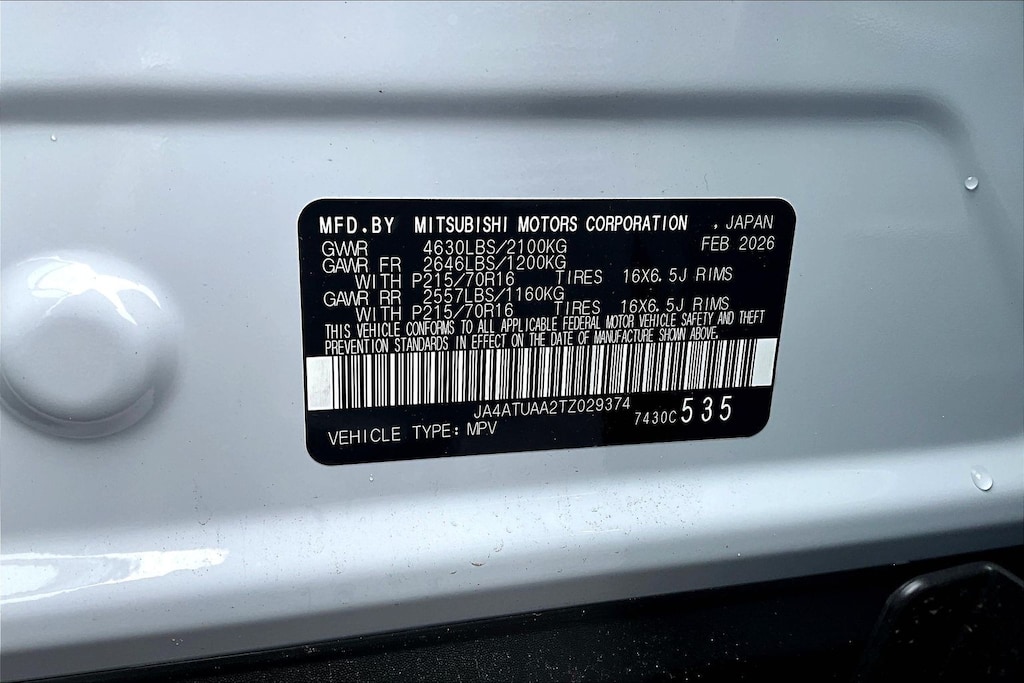 MFD.BY MITSUBISHI MOTORS CORPORATION , JAPAN
GVWR 4630LBS/2100KG FEB 2026
GAWR FR 2646LBS/1200KG
WITH P215/70R16 TIRES 16X6.5J RIMS
GAWR RR 2557LBS/1160KG
WITH P215/70R16 TIRES 16X6.5J RIMS
THIS VEHICLE CONFORMS TO ALL APPLICABLE FEDERAL MOTOR VEHICLE SAFETY AND THEFT
PREVENTION STANDARDS IN EFFECT ON THE DATE OF MANUFACTURE SHOWN ABOVE.
JA4ATUAA2TZ029374 7430C 535
VEHICLE TYPE: MPV